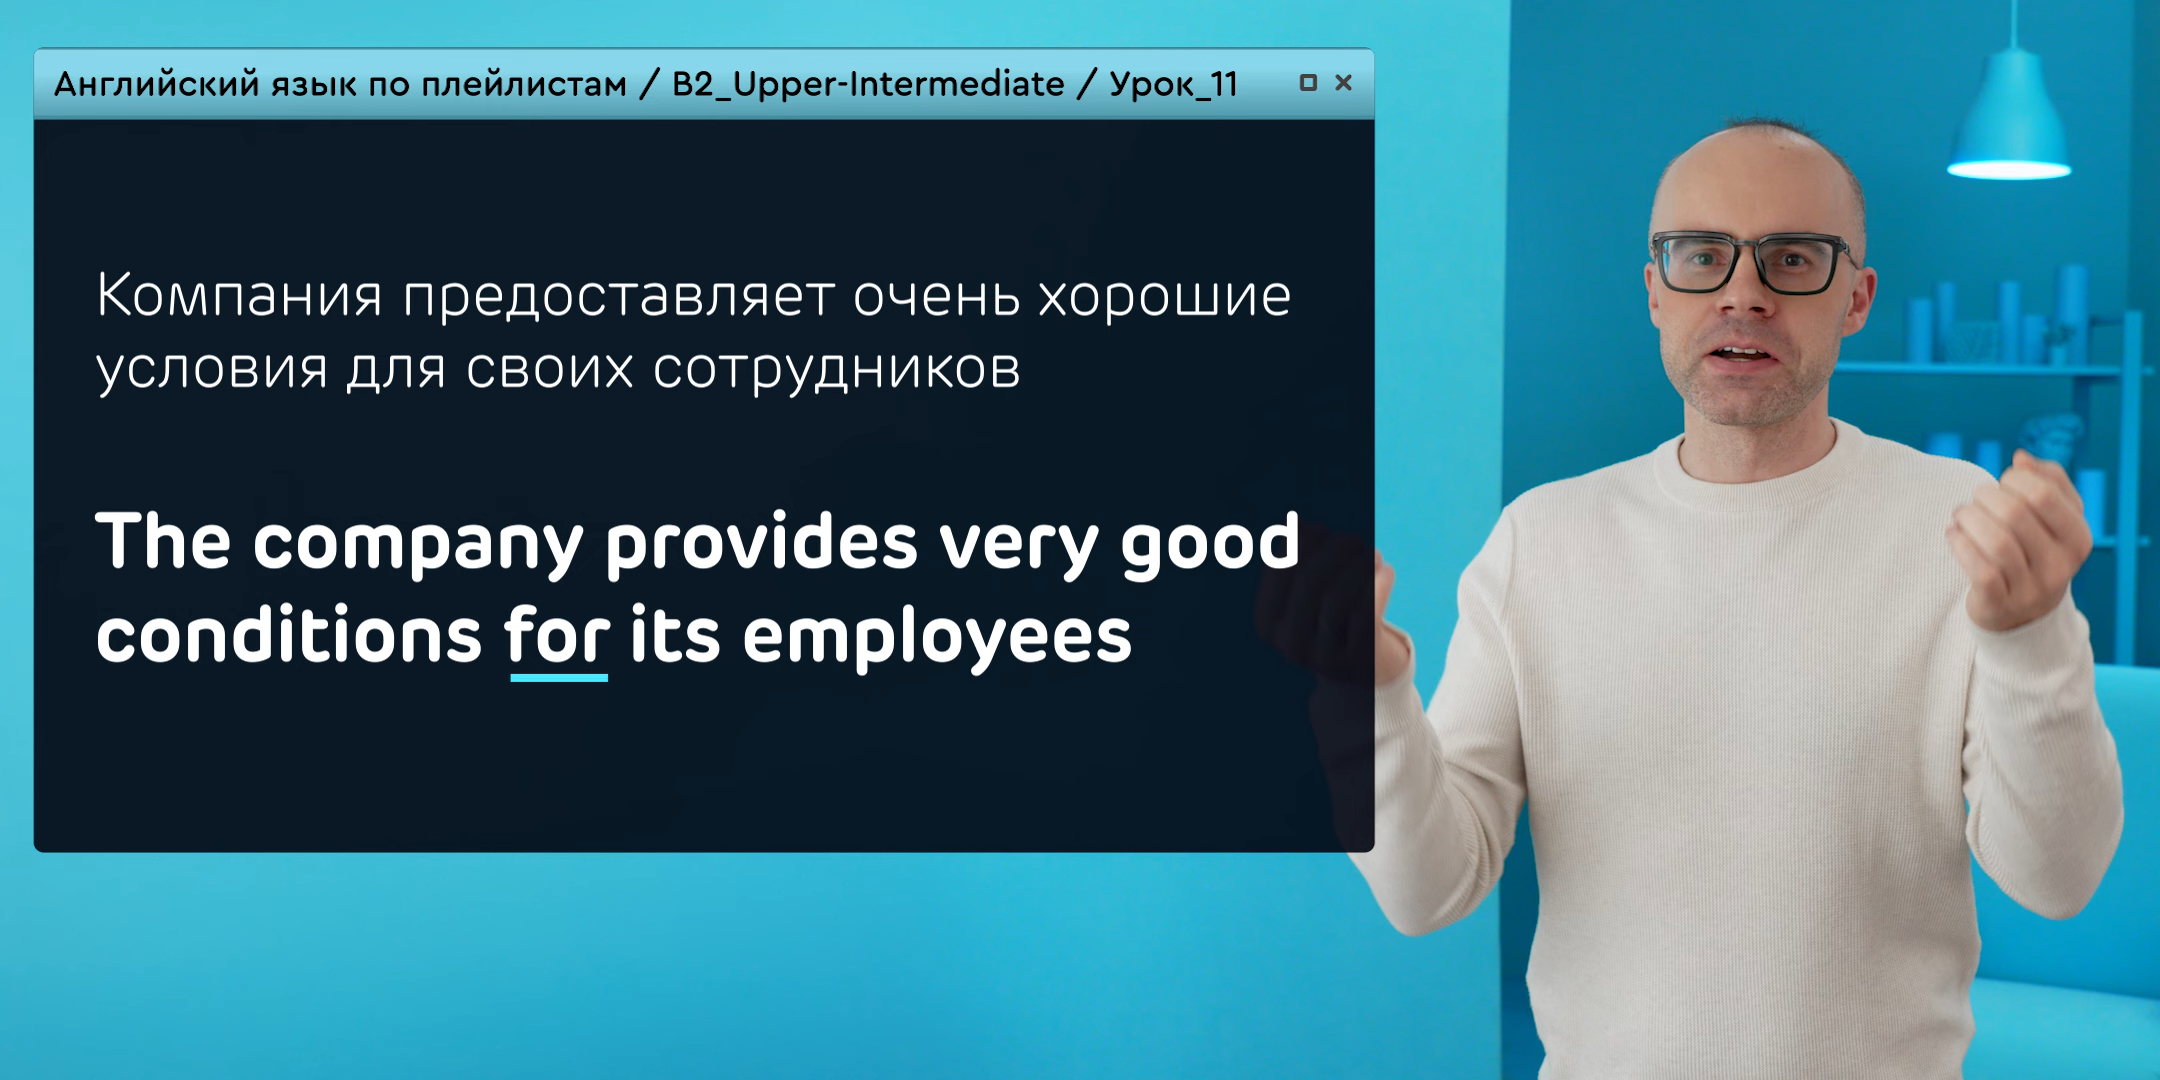 Английский язык по плейлистам / B2_Upper-Intermediate / Урок_11
Компания предоставляет очень хорошие
условия для своих сотрудников
The company provides very good
conditions for its employees